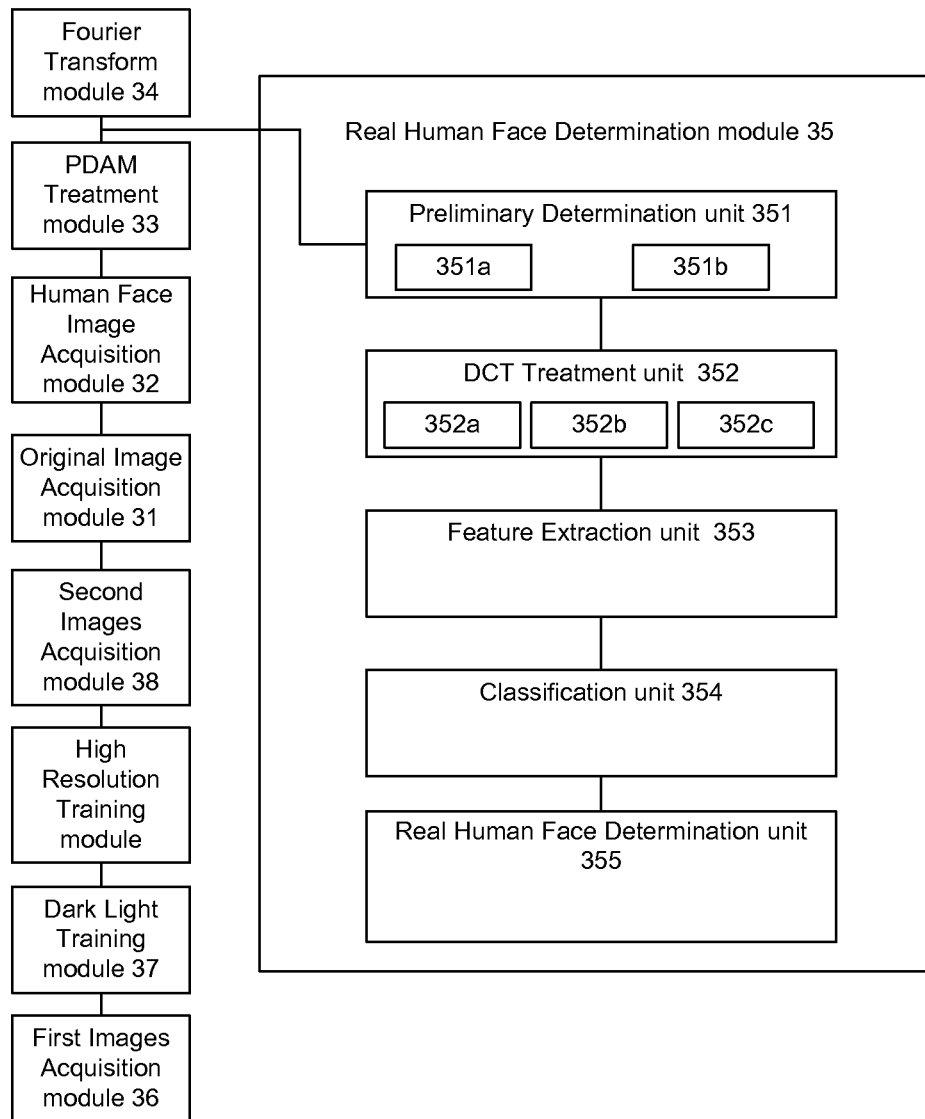 Fourier
Transform
module 34
PDAM
Treatment
module 33
Human Face
Image
Acquisition
module 32
Original Image
Acquisition
module 31
Second
Images
Acquisition
module 38
High
Resolution
Training
module
Dark Light
Training
module 37
First Images
Acquisition
module 36
Real Human Face Determination module 35
Preliminary Determination unit 351
351a
351b
DCT Treatment unit 352
352a
352b
352c
Feature Extraction unit 353
Classification unit 354
Real Human Face Determination unit
355